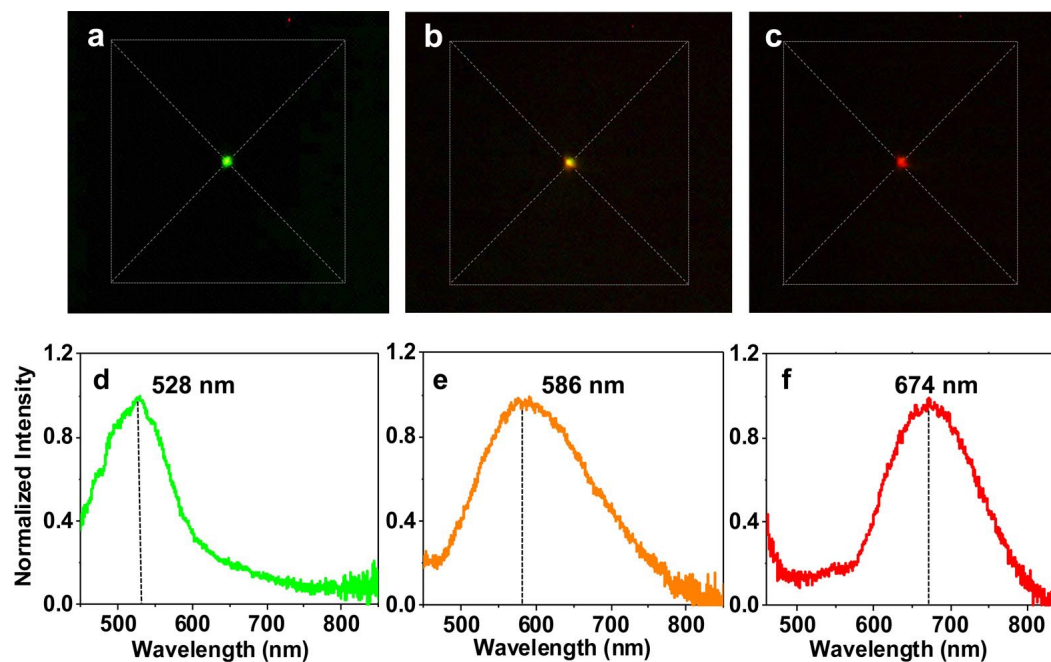 a b c
1.2 1.2 1.2
d 528 nm e 586 nm f 674 nm
0.8 0.8 0.8
0.4 0.4 0.4
0.0 0.0 0.0
500 600 700 800 500 600 700 800 500 600 700 800
Wavelength (nm) Wavelength (nm) Wavelength (nm)
Normalized Intensity